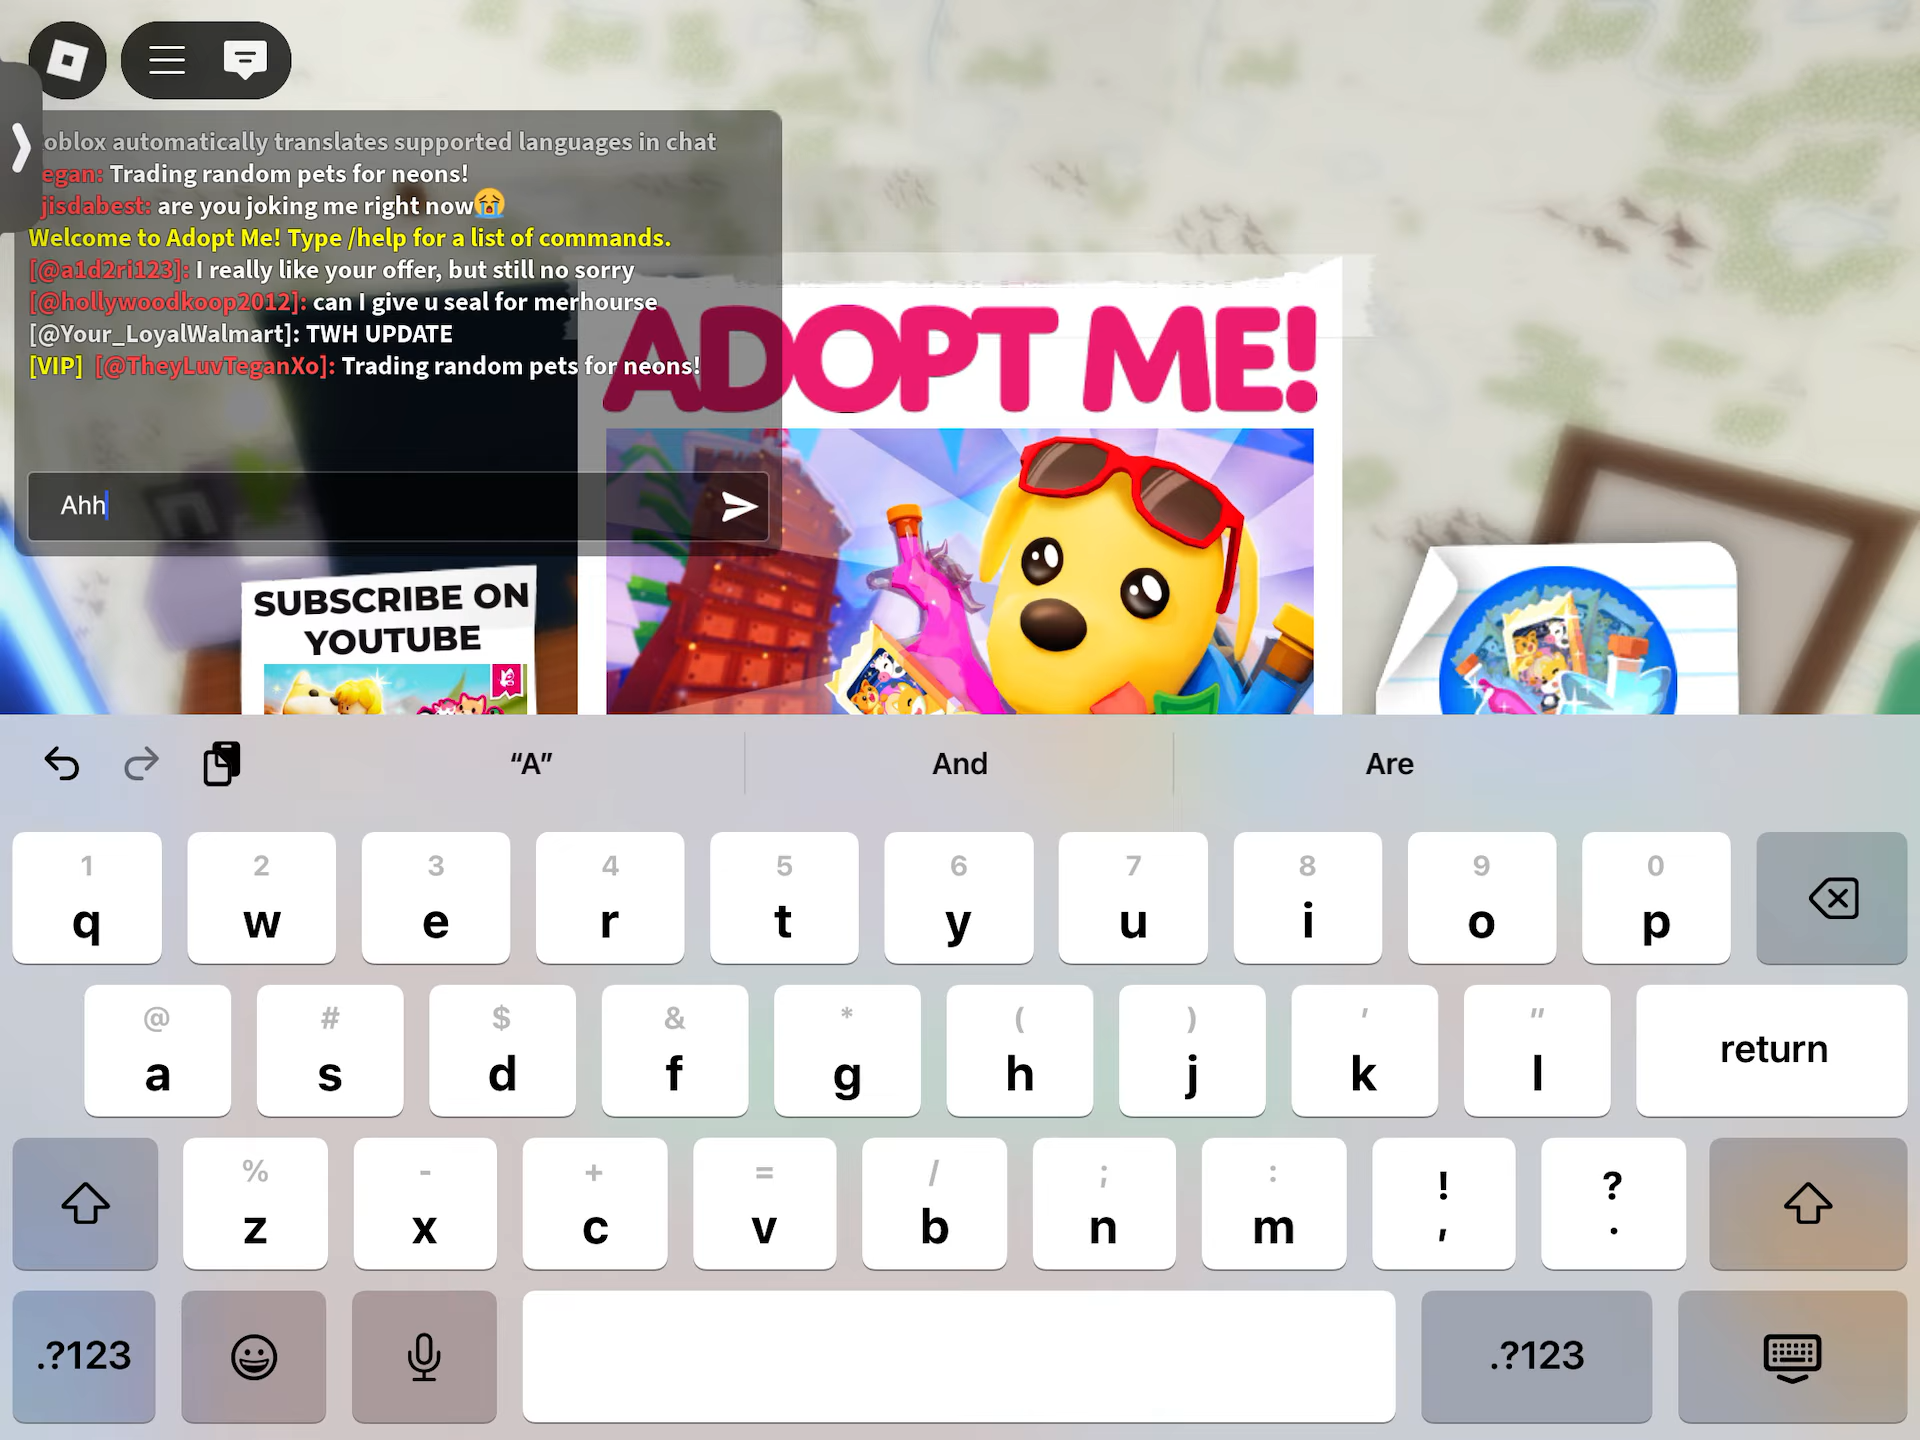 oblox automatically translates supported languages in chat
egan: Trading random pets for neons!
jisdabest: are you joking me right now😭
Welcome to Adopt Me! Type /help for a list of commands.
[@a1d2ri123]: I really like your offer, but still no sorry
[@hollywoodkoop2012]: can I give u seal for merhourse
[@Your_LoyalWalmart]: TWH UPDATE
[VIP] [@TheyLuvTeganXo]: Trading random pets for neons!
ADOPT ME!
Ahh
SUBSCRIBE ON
YOUTUBE
“A” And Are
1 2 3 4 5 6 7 8 9 0
q w e r t y u i o p
@ # $ & * ( ) ' "
a s d f g h j k l return
% - + = / ; : ! ?
z x c v b n m , .
.?123 .?123